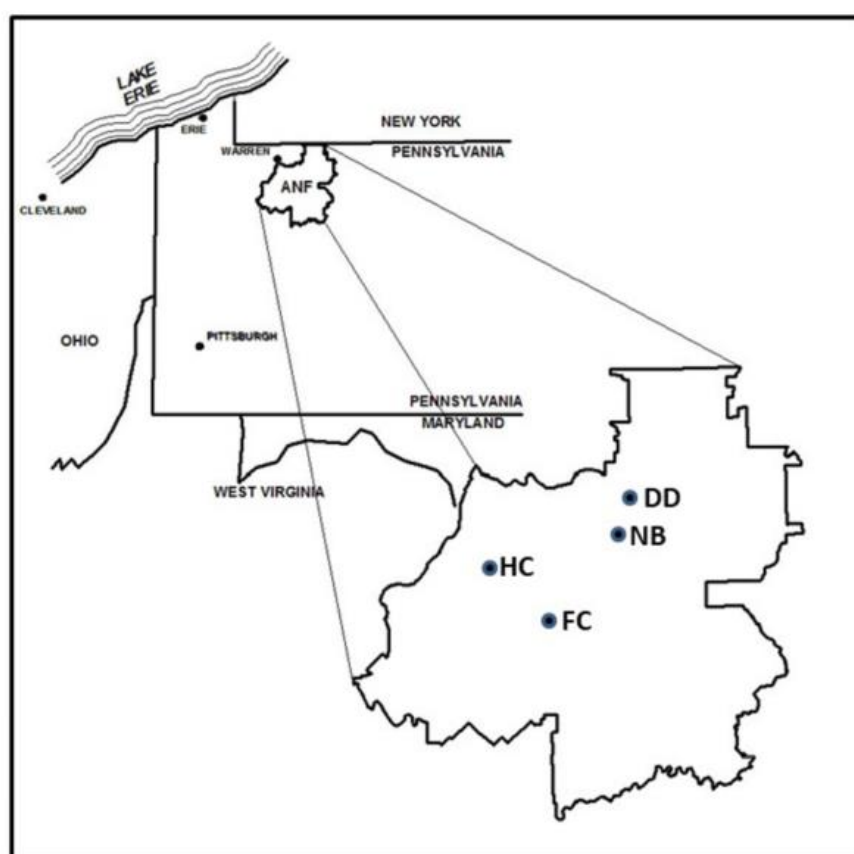 LAKE
ERIE
ERIE
NEW YORK
WARREN
PENNSYLVANIA
ANF
CLEVELAND
OHIO
PITTSBURGH
PENNSYLVANIA
MARYLAND
WEST VIRGINIA
DD
NB
HC
FC